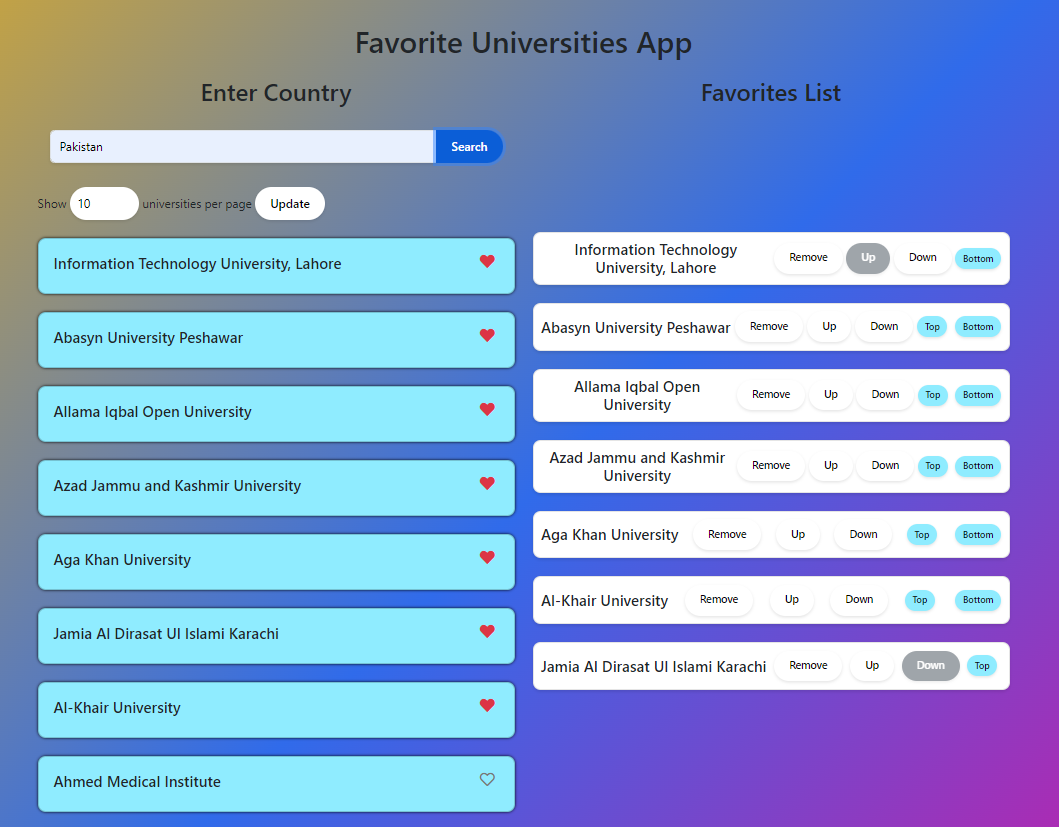 Favorite Universities App
Enter Country
Pakistan
Search
Show 10 universities per page Update
Information Technology University, Lahore
Abasyn University Peshawar
Allama Iqbal Open University
Azad Jammu and Kashmir University
Aga Khan University
Jamia Al Dirasat Ul Islami Karachi
Al-Khair University
Ahmed Medical Institute
Favorites List
Information Technology
University, Lahore
Remove Up Down Bottom
Abasyn University Peshawar Remove Up Down Top Bottom
Allama Iqbal Open
University
Remove Up Down Top Bottom
Azad Jammu and Kashmir
University
Remove Up Down Top Bottom
Aga Khan University Remove Up Down Top Bottom
Al-Khair University Remove Up Down Top Bottom
Jamia Al Dirasat Ul Islami Karachi Remove Up Down Top